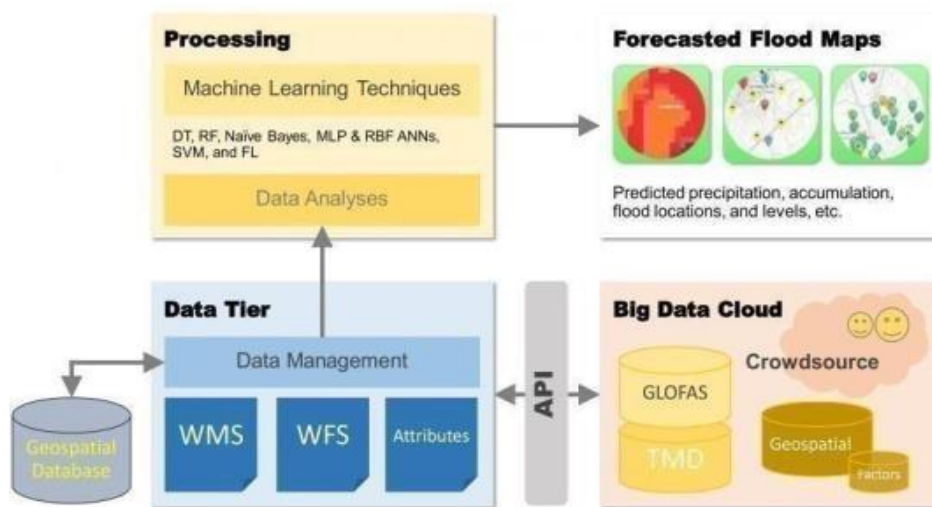 Processing
Machine Learning Techniques
DT, RF, Naïve Bayes, MLP & RBF ANNs,
SVM, and FL
Data Analyses
Forecasted Flood Maps
Predicted precipitation, accumulation,
flood locations, and levels, etc.
Data Tier
Data Management
WMS
WFS
Attributes
Geospatial
Database
API
Big Data Cloud
Crowdsource
GLOFAS
TMD
Geospatial
Factors